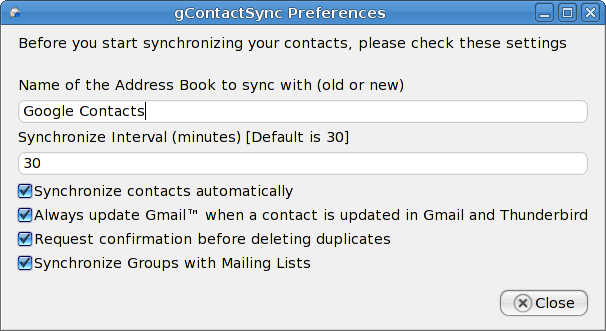 gContactSync Preferences
Before you start synchronizing your contacts, please check these settings
Name of the Address Book to sync with (old or new)
Google Contacts
Synchronize Interval (minutes) [Default is 30]
30
Synchronize contacts automatically
Always update Gmail™ when a contact is updated in Gmail and Thunderbird
Request confirmation before deleting duplicates
Synchronize Groups with Mailing Lists
Close